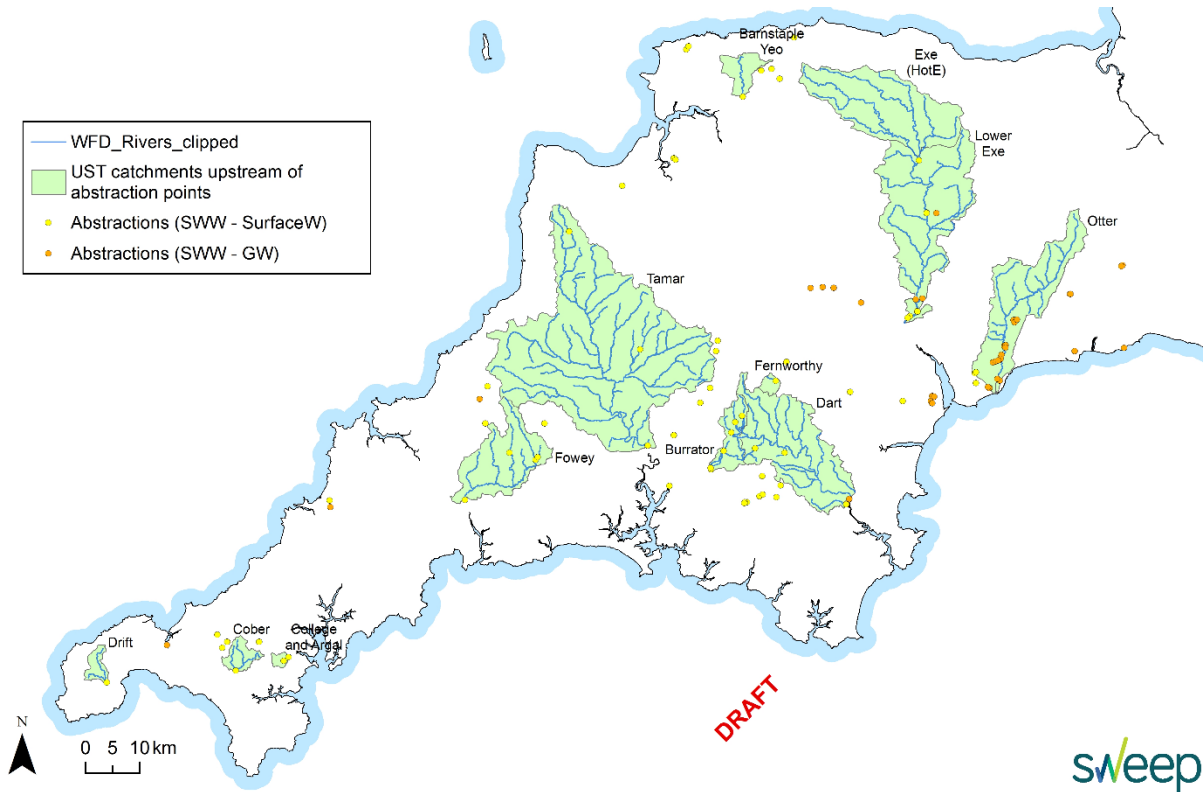 Barnstaple
Yeo
Exe
(HotE)
WFD_Rivers_clipped
UST catchments upstream of
abstraction points
Abstractions (SWW - SurfaceW)
Abstractions (SWW - GW)
Lower
Exe
Otter
Tamar
Fernworthy
Dart
Burrator
Fowey
Cober
College
and Argal
Drift
DRAFT
N
0 5 10 km
sweep